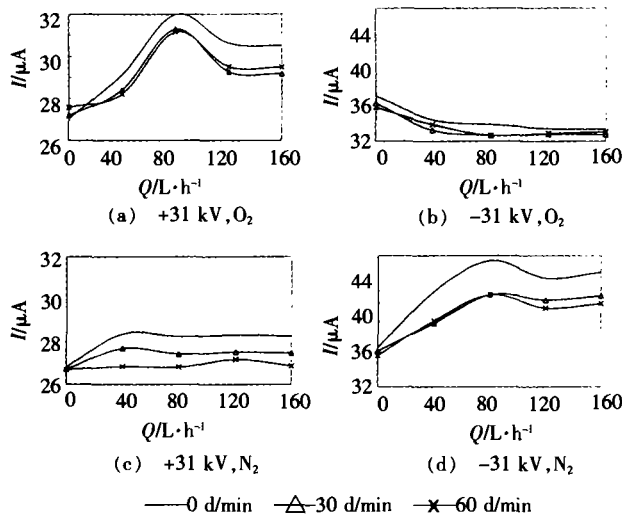 I/μA
32
30
28
26
0 40 80 120 160
Q/L·h⁻¹
(a) +31 kV,O₂
I/μA
44
40
36
32
0 40 80 120 160
Q/L·h⁻¹
(b) -31 kV,O₂
I/μA
32
30
28
26
0 40 80 120 160
Q/L·h⁻¹
(c) +31 kV,N₂
I/μA
44
40
36
32
0 40 80 120 160
Q/L·h⁻¹
(d) -31 kV,N₂
0 d/min 30 d/min 60 d/min